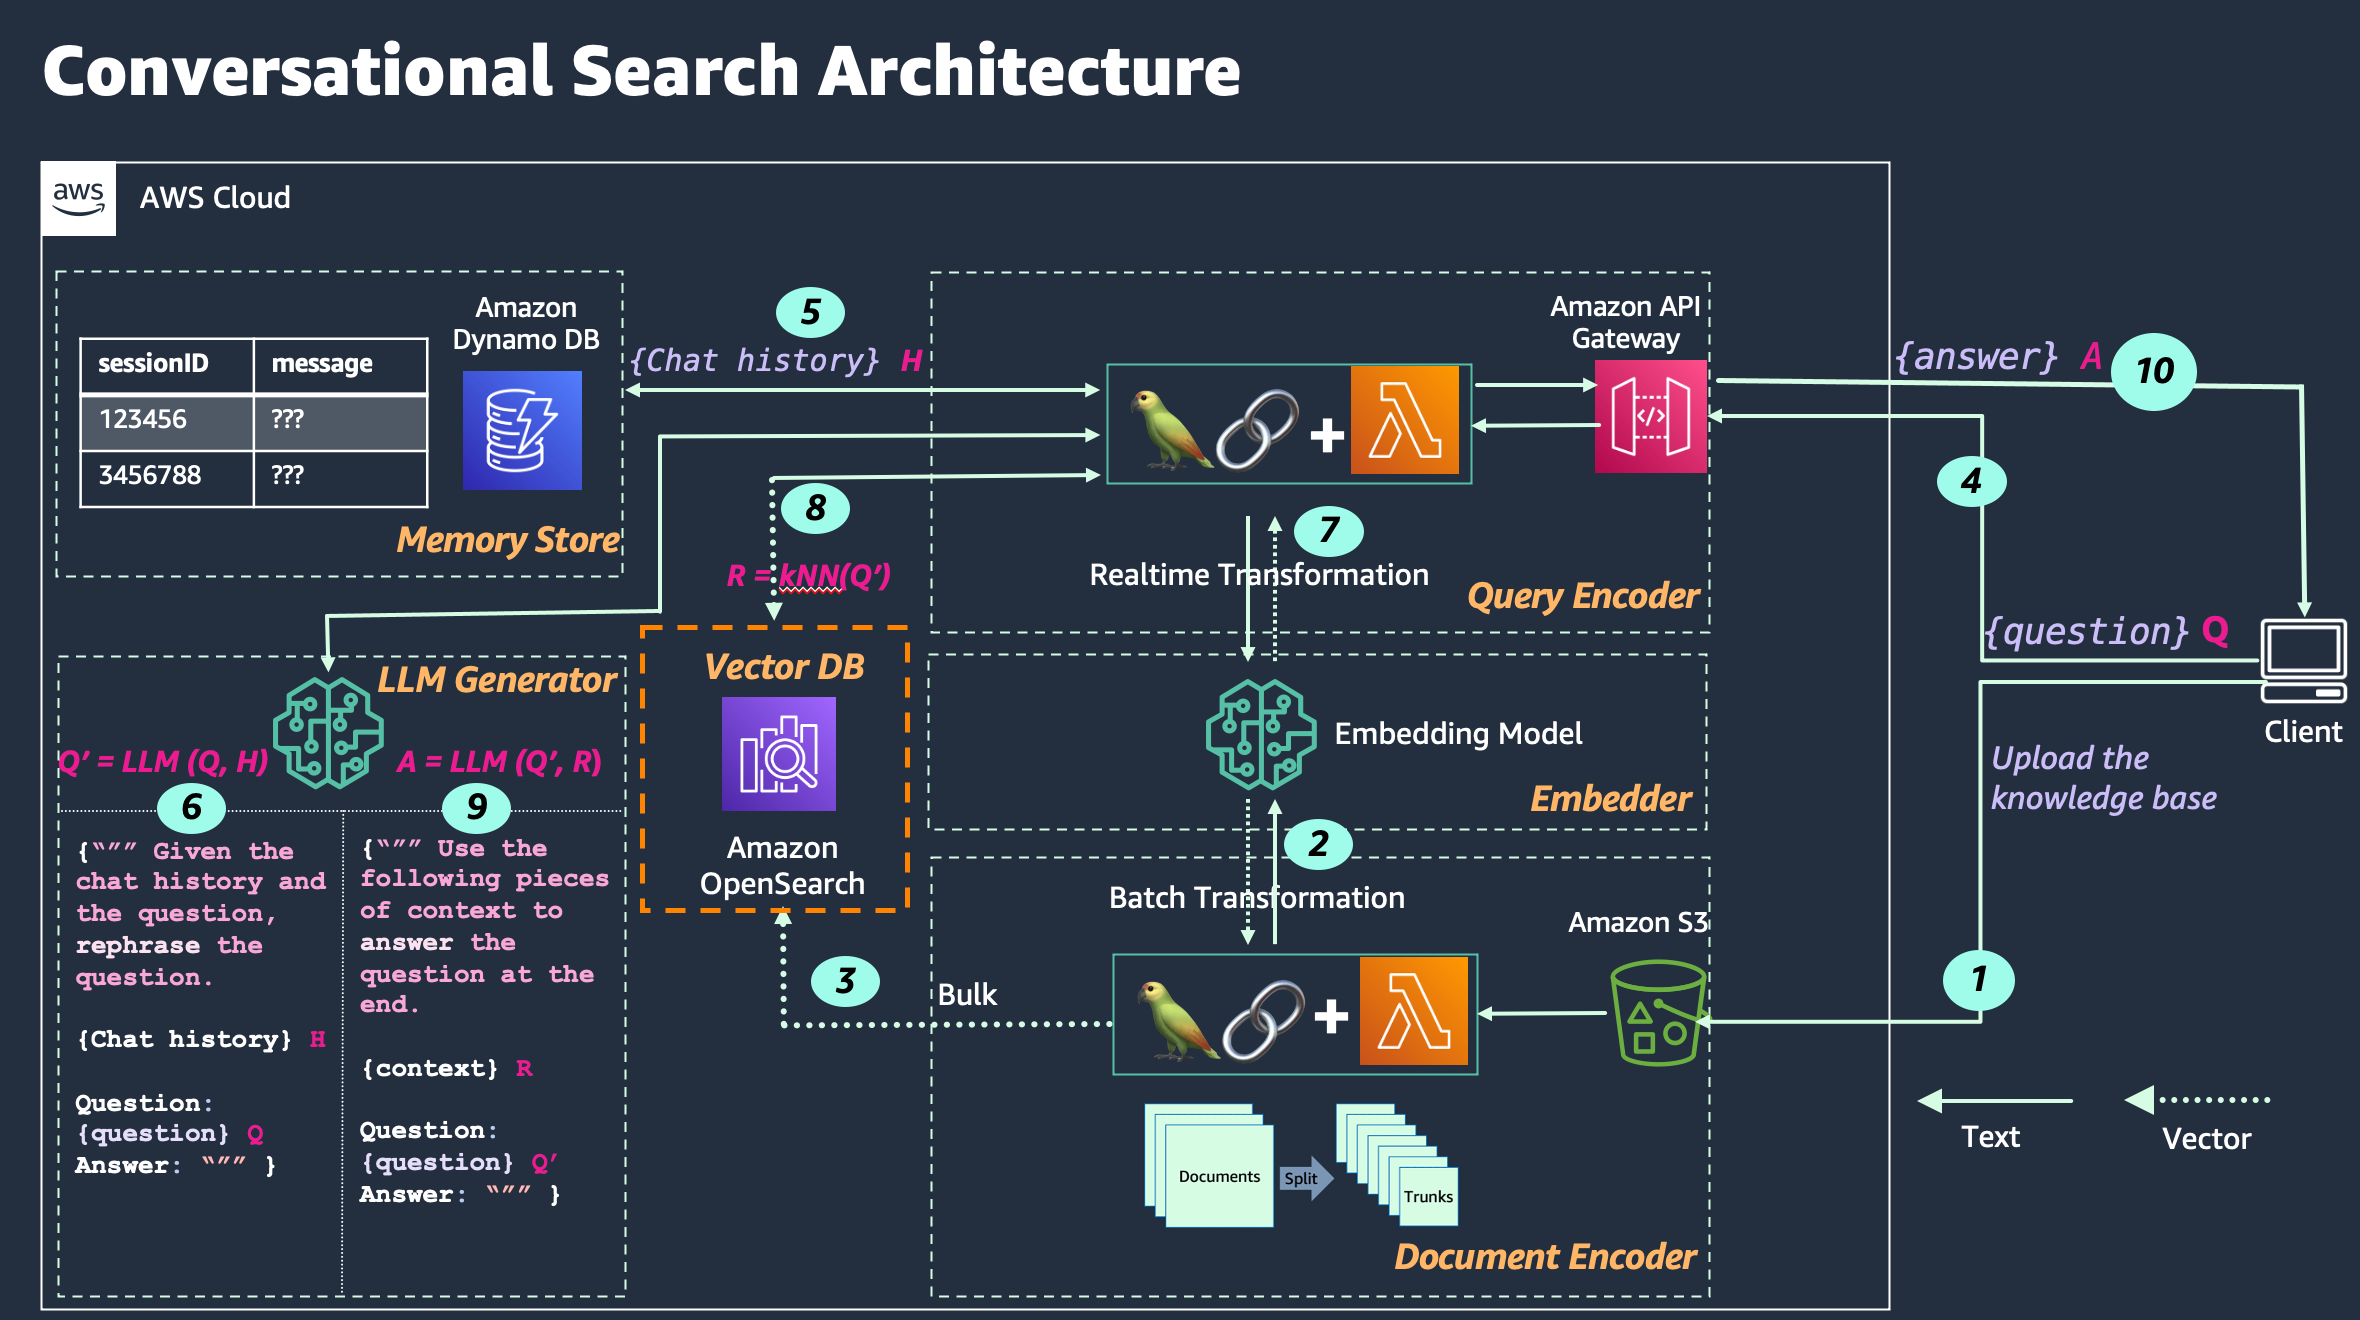 Conversational Search Architecture
aws
AWS Cloud
sessionID message
123456 ???
3456788 ???
Amazon
Dynamo DB
Memory Store
5
{Chat history} H
8
R = kNN(Q’)
Amazon API
Gateway
7
Realtime Transformation
Query Encoder
{answer} A
10
4
{question} Q
Client
Upload the
knowledge base
1
LLM Generator
Q’ = LLM (Q, H)
A = LLM (Q’, R)
6
9
{“”” Given the
chat history and
the question,
rephrase the
question.
{Chat history} H
Question:
{question} Q
Answer: “”” }
{“”” Use the
following pieces
of context to
answer the
question at the
end.
{context} R
Question:
{question} Q’
Answer: “”” }
Vector DB
Amazon
OpenSearch
3
Bulk
Embedding Model
Embedder
2
Batch Transformation
Amazon S3
Documents
Split
Trunks
Document Encoder
Text
Vector